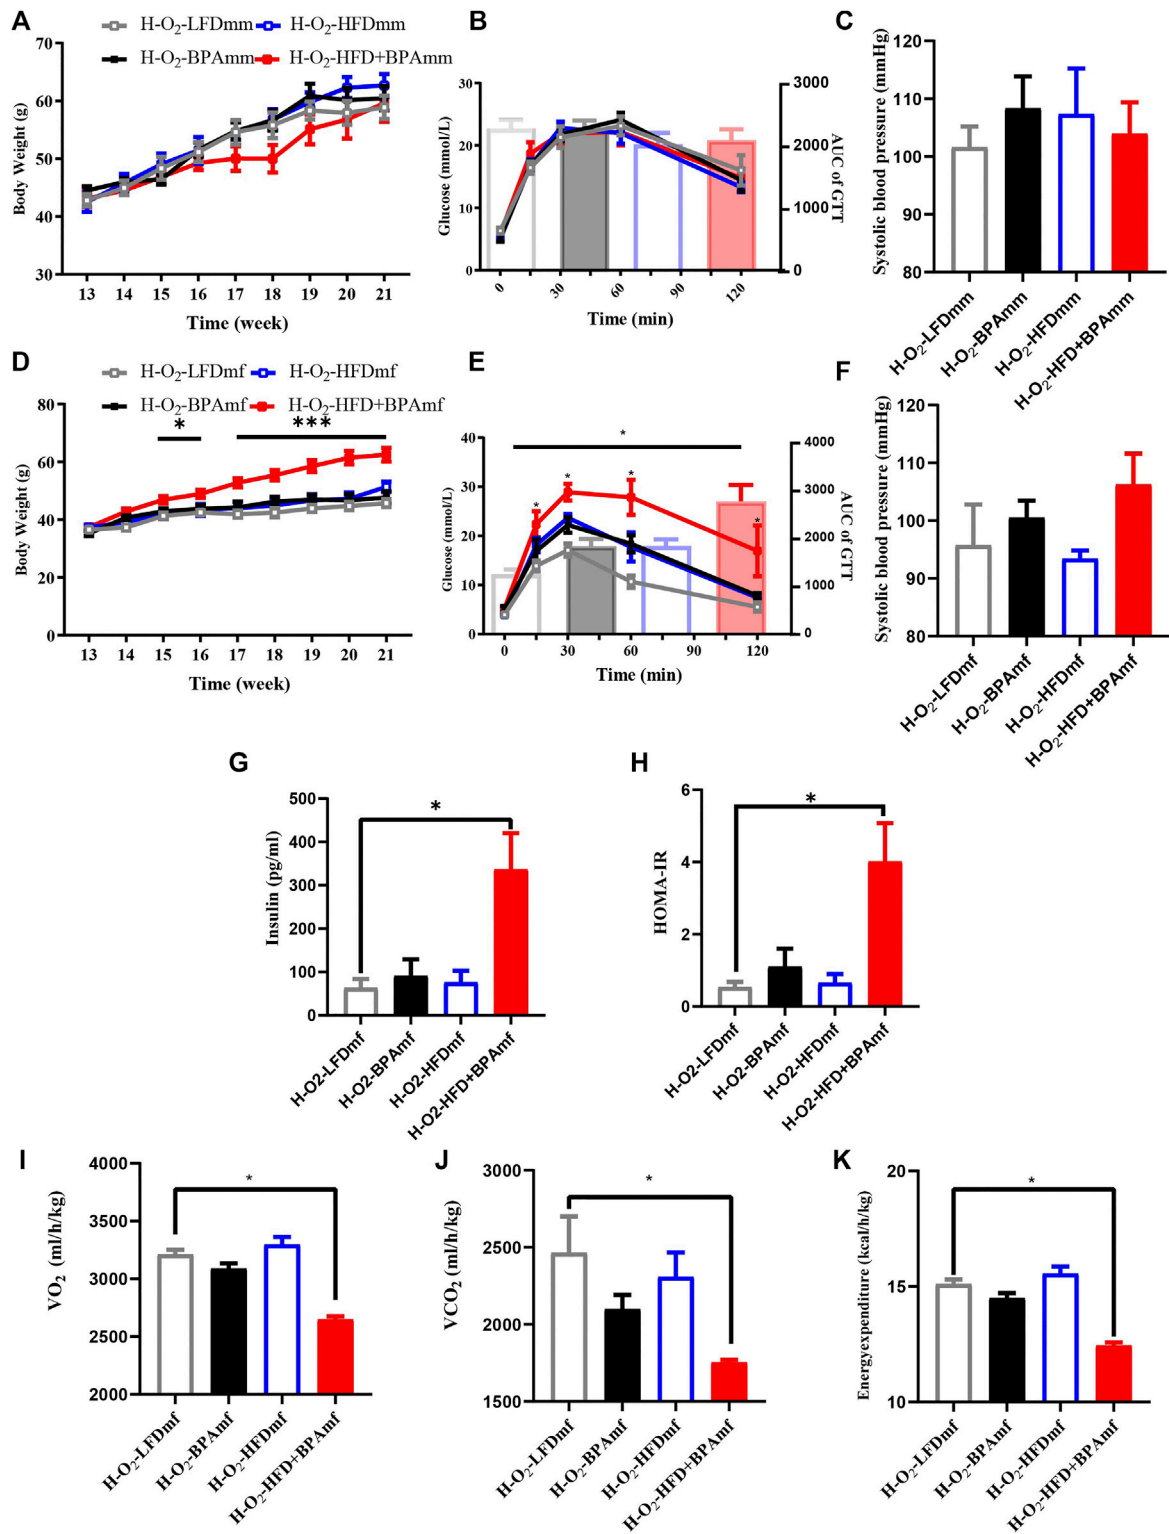 A
H-O2-LFDmm
H-O2-HFDmm
H-O2-BPAmm
H-O2-HFD+BPAmm
Body Weight (g)
70
60
50
40
30
13 14 15 16 17 18 19 20 21
Time (week)
B
Glucose (mmol/L)
30
20
10
0
3000
2000
1000
0
AUC of GTT
0 30 60 90 120
Time (min)
C
Systolic blood pressure (mmHg)
120
110
100
90
80
H-O2-LFDmm
H-O2-BPAmm
H-O2-HFDmm
H-O2-HFD+BPAmm
D
H-O2-LFDmf
H-O2-HFDmf
H-O2-BPAmf
H-O2-HFD+BPAmf
* ***
Body Weight (g)
80
60
40
20
0
13 14 15 16 17 18 19 20 21
Time (week)
E
Glucose (mmol/L)
40
30
20
10
0
*
* * * *
4000
3000
2000
1000
0
AUC of GTT
0 30 60 90 120
Time (min)
F
Systolic blood pressure (mmHg)
120
110
100
90
80
H-O2-LFDmf
H-O2-BPAmf
H-O2-HFDmf
H-O2-HFD+BPAmf
G
Insulin (pg/ml)
500
400
300
200
100
0
*
H-O2-LFDmf
H-O2-BPAmf
H-O2-HFDmf
H-O2-HFD+BPAmf
H
HOMA-IR
6
4
2
0
*
H-O2-LFDmf
H-O2-BPAmf
H-O2-HFDmf
H-O2-HFD+BPAmf
I
VO2 (ml/h/kg)
4000
3500
3000
2500
2000
*
H-O2-LFDmf
H-O2-BPAmf
H-O2-HFDmf
H-O2-HFD+BPAmf
J
VCO2 (ml/h/kg)
3000
2500
2000
1500
*
H-O2-LFDmf
H-O2-BPAmf
H-O2-HFDmf
H-O2-HFD+BPAmf
K
Energyexpenditure (kcal/h/kg)
20
15
10
*
H-O2-LFDmf
H-O2-BPAmf
H-O2-HFDmf
H-O2-HFD+BPAmf